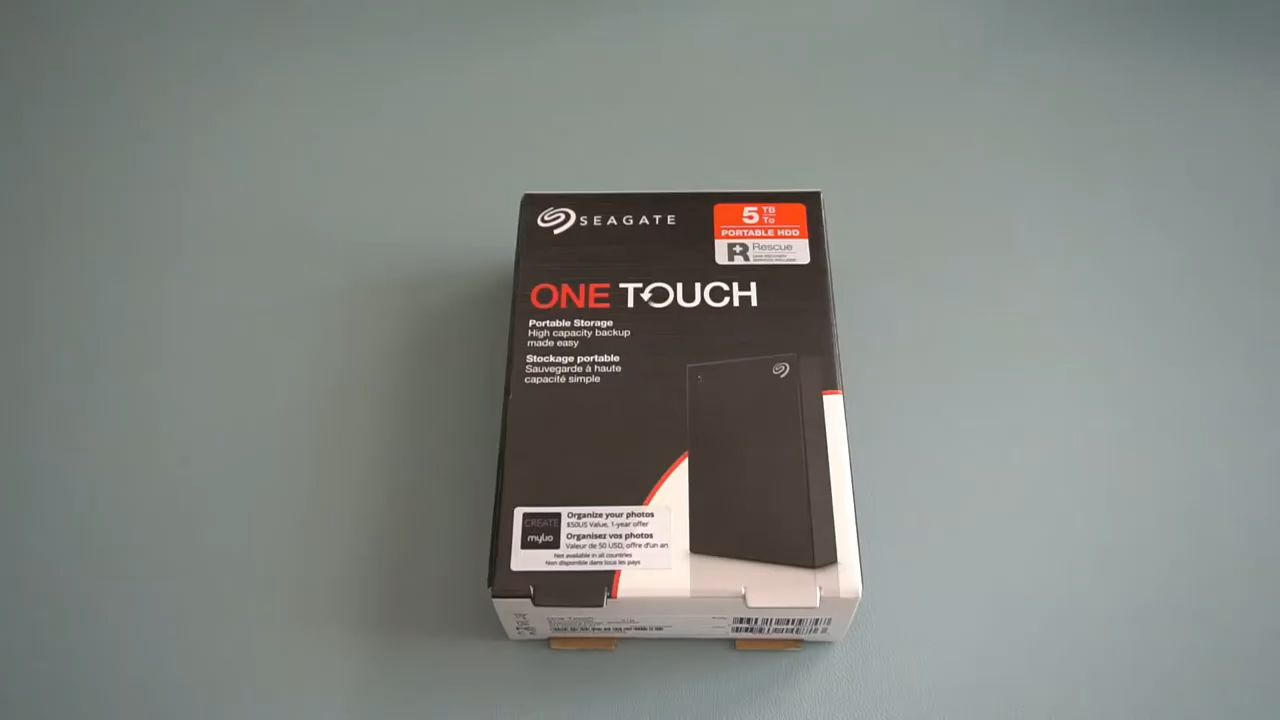 SEAGATE
5 TB
To
PORTABLE HDD
Rescue
ONE TOUCH
Portable Storage
High capacity backup
made easy
Stockage portable
Sauvegarde à haute
capacité simple
CREATE
mylio
Organize your photos
$50US Value, 1-year offer
Organisez vos photos
Valeur de 50 USD, offre d'un an
Not available in all countries
Non disponible dans tous les pays
One Touch